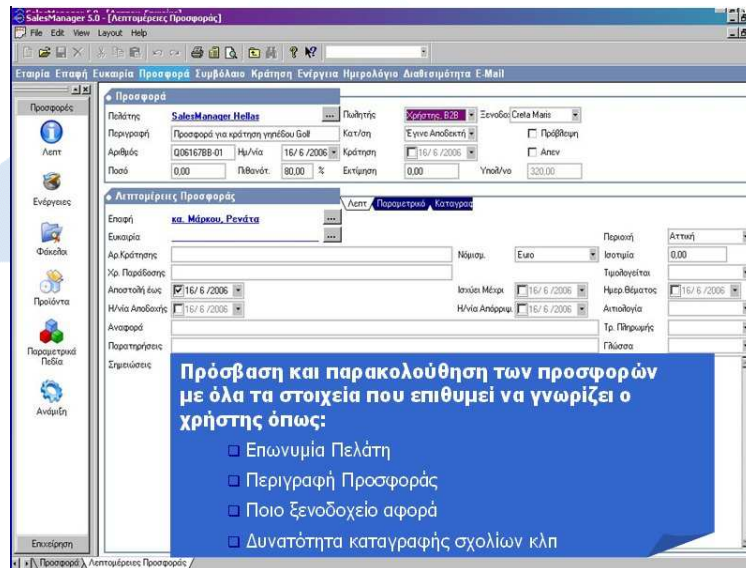 SalesManager 5.0 - [Λεπτομέρειες Προσφοράς]
File Edit View Layout Help
Εταιρία Επαφή Ευκαιρία Προσφορά Συμβόλαιο Κράτηση Ενέργεια Ημερολόγιο Διαθεσιμότητα E-Mail
Προσφορές
Λεπτ
Ενέργειες
Φάκελοι
Προϊόντα
Παραμετρικά Πεδία
Ανάμιξη
Επιχείρηση
Προσφορά
Πελάτης SalesManager Hellas ... Πωλητής Χρήστης, B2B Ξενοδο: Creta Maris
Περιγραφή Προσφορά για κράτηση γηπέδου Golf Κατ/ση Έγινε Αποδεκτή Πρόβλεψη
Αριθμός Q06167BB-01 Ημ/νία 16/ 6 /2006 Κράτηση 16/ 6 /2006 Ανεν
Ποσό 0,00 Πιθανότ. 80,00 % Εκτίμηση 0,00 Υπολ/νο 320,00
Λεπτομέρειες Προσφοράς
Λεπτ Παραμετρικό Καταγραφ
Επαφή κα. Μάρκου, Ρενάτα ...
Ευκαιρία ... Περιοχή Αττική
Αρ.Κράτησης Νόμισμ. Euro Ισοτιμία 0,00
Χρ. Παράδοσης Τιμολογείται
Αποστολή έως 16/ 6 /2006 Ισχύει Μέχρι 16/ 6 /2006 Ημερ.Θέματος 16/ 6 /2006
Η/νία Αποδοχής 16/ 6 /2006 Η/νία Απόρριψ. 16/ 6 /2006 Αιτιολογία
Αναφορά Τρ. Πληρωμής
Παρατηρήσεις Γλώσσα
Σημειώσεις
Πρόσβαση και παρακολούθηση των προσφορών
με όλα τα στοιχεία που επιθυμεί να γνωρίζει ο
χρήστης όπως:
Επωνυμία Πελάτη
Περιγραφή Προσφοράς
Ποιο ξενοδοχείο αφορά
Δυνατότητα καταγραφής σχολίων κλπ
Προσφορά Λεπτομέρειες Προσφοράς